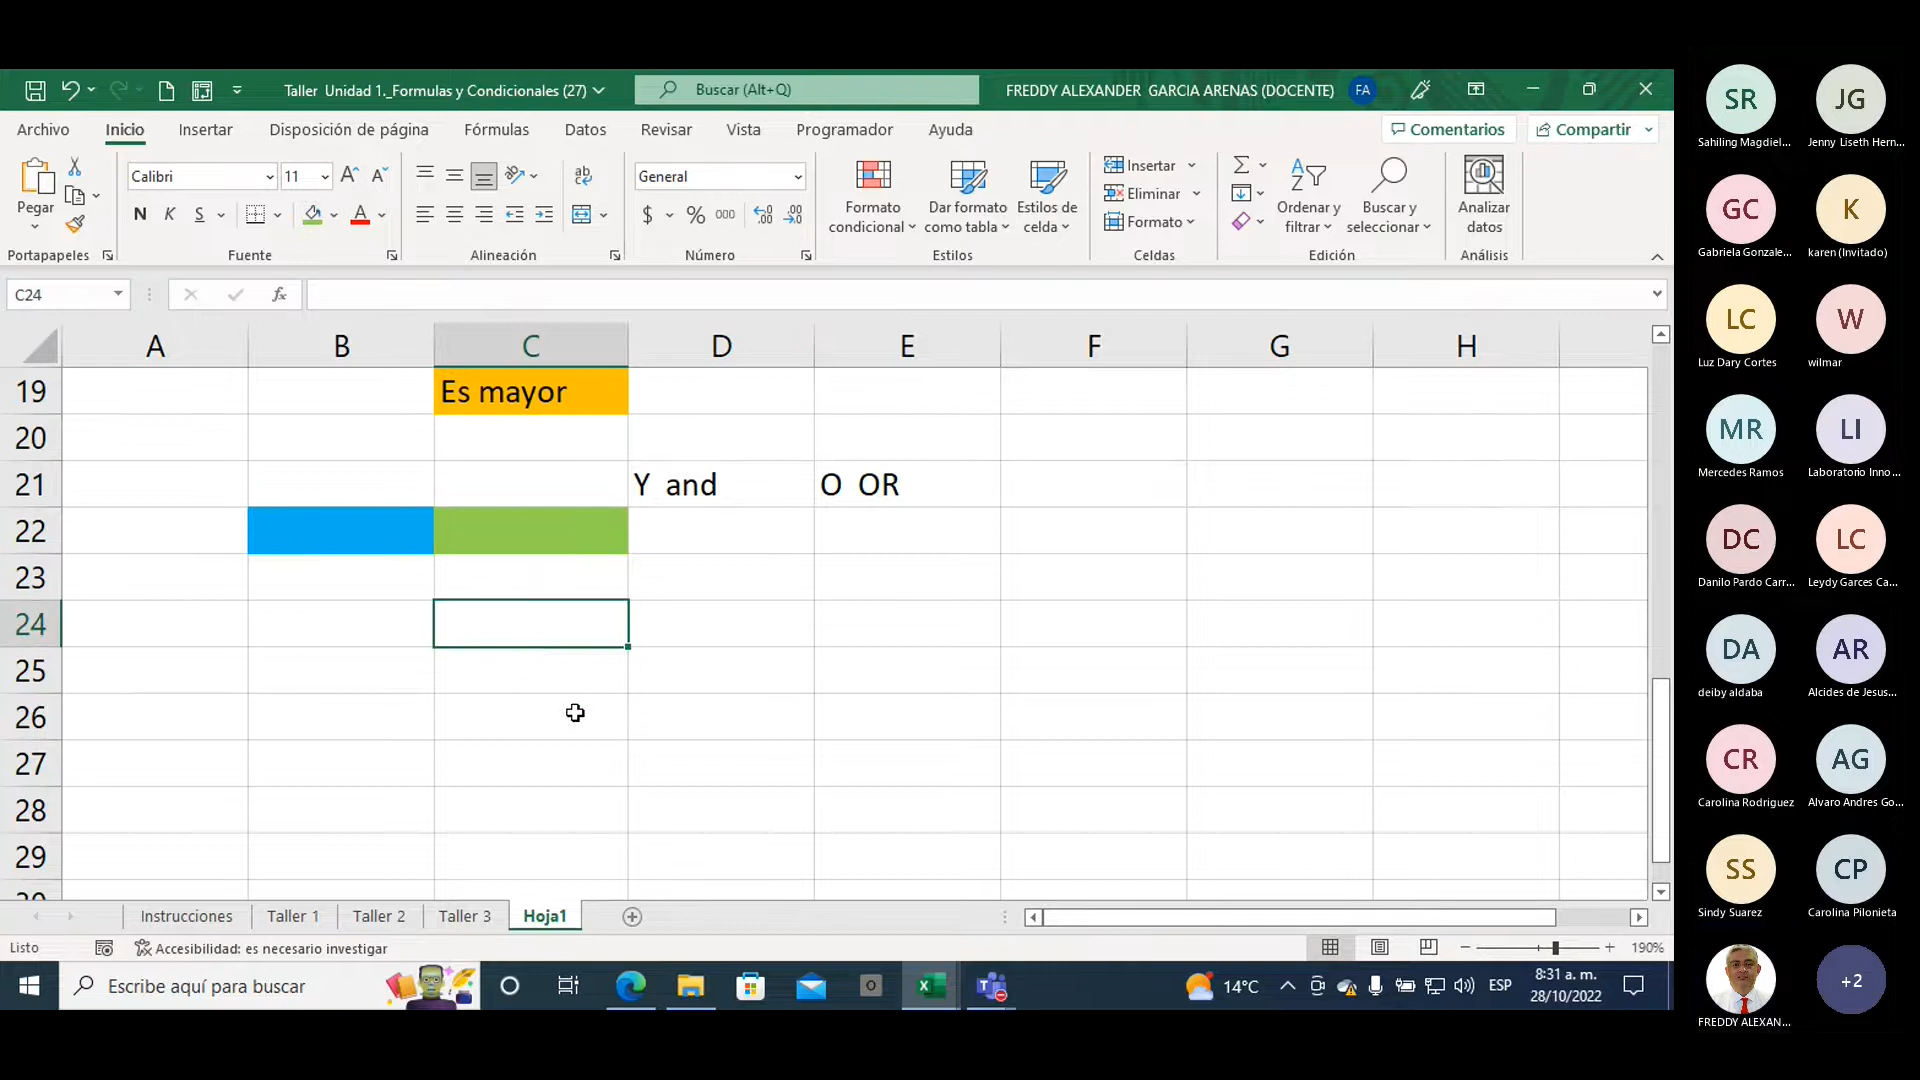 Taller Unidad 1._Formulas y Condicionales (27)
Buscar (Alt+Q)
FREDDY ALEXANDER GARCIA ARENAS (DOCENTE)
FA
Archivo Inicio Insertar Disposición de página Fórmulas Datos Revisar Vista Programador Ayuda
Comentarios Compartir
Pegar
Portapapeles
Calibri 11
N K S
Fuente
ab
Alineación
General
$ % 000
Número
Formato condicional
Dar formato como tabla
Estilos de celda
Estilos
Insertar
Eliminar
Formato
Celdas
Ordenar y filtrar
Buscar y seleccionar
Edición
Analizar datos
Análisis
C24
fx
A B C D E F G H
19 Es mayor
20
21 Y and O OR
22
23
24
25
26
27
28
29
Instrucciones Taller 1 Taller 2 Taller 3 Hoja1
Listo Accesibilidad: es necesario investigar 190%
Escribe aquí para buscar
14°C ESP
8:31 a. m.
28/10/2022
SR JG
Sahiling Magdiel... Jenny Liseth Hern...
GC K
Gabriela Gonzale... karen (Invitado)
LC W
Luz Dary Cortes wilmar
MR LI
Mercedes Ramos Laboratorio Inno...
DC LC
Danilo Pardo Carr... Leydy Garces Ca...
DA AR
deiby aldaba Alcides de Jesus...
CR AG
Carolina Rodriguez Alvaro Andres Go...
SS CP
Sindy Suarez Carolina Pilonieta
+2
FREDDY ALEXAN...